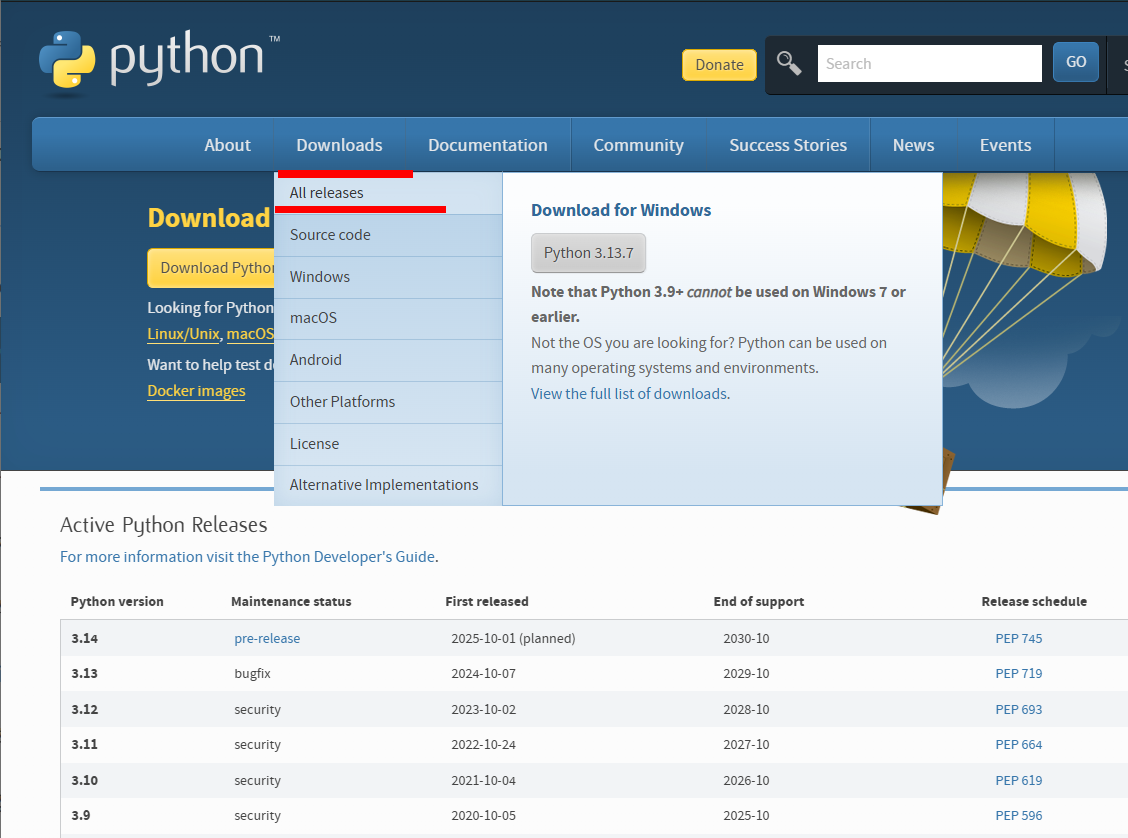 python™
Donate
Search
GO
About
Downloads
Documentation
Community
Success Stories
News
Events
All releases
Source code
Windows
macOS
Android
Other Platforms
License
Alternative Implementations
Download for Windows
Python 3.13.7
Note that Python 3.9+ cannot be used on Windows 7 or
earlier.
Not the OS you are looking for? Python can be used on
many operating systems and environments.
View the full list of downloads.
Download
Download Python
Looking for Python
Linux/Unix, macOS
Want to help test
Docker images
Active Python Releases
For more information visit the Python Developer's Guide.
Python version Maintenance status First released End of support Release schedule
3.14 pre-release 2025-10-01 (planned) 2030-10 PEP 745
3.13 bugfix 2024-10-07 2029-10 PEP 719
3.12 security 2023-10-02 2028-10 PEP 693
3.11 security 2022-10-24 2027-10 PEP 664
3.10 security 2021-10-04 2026-10 PEP 619
3.9 security 2020-10-05 2025-10 PEP 596